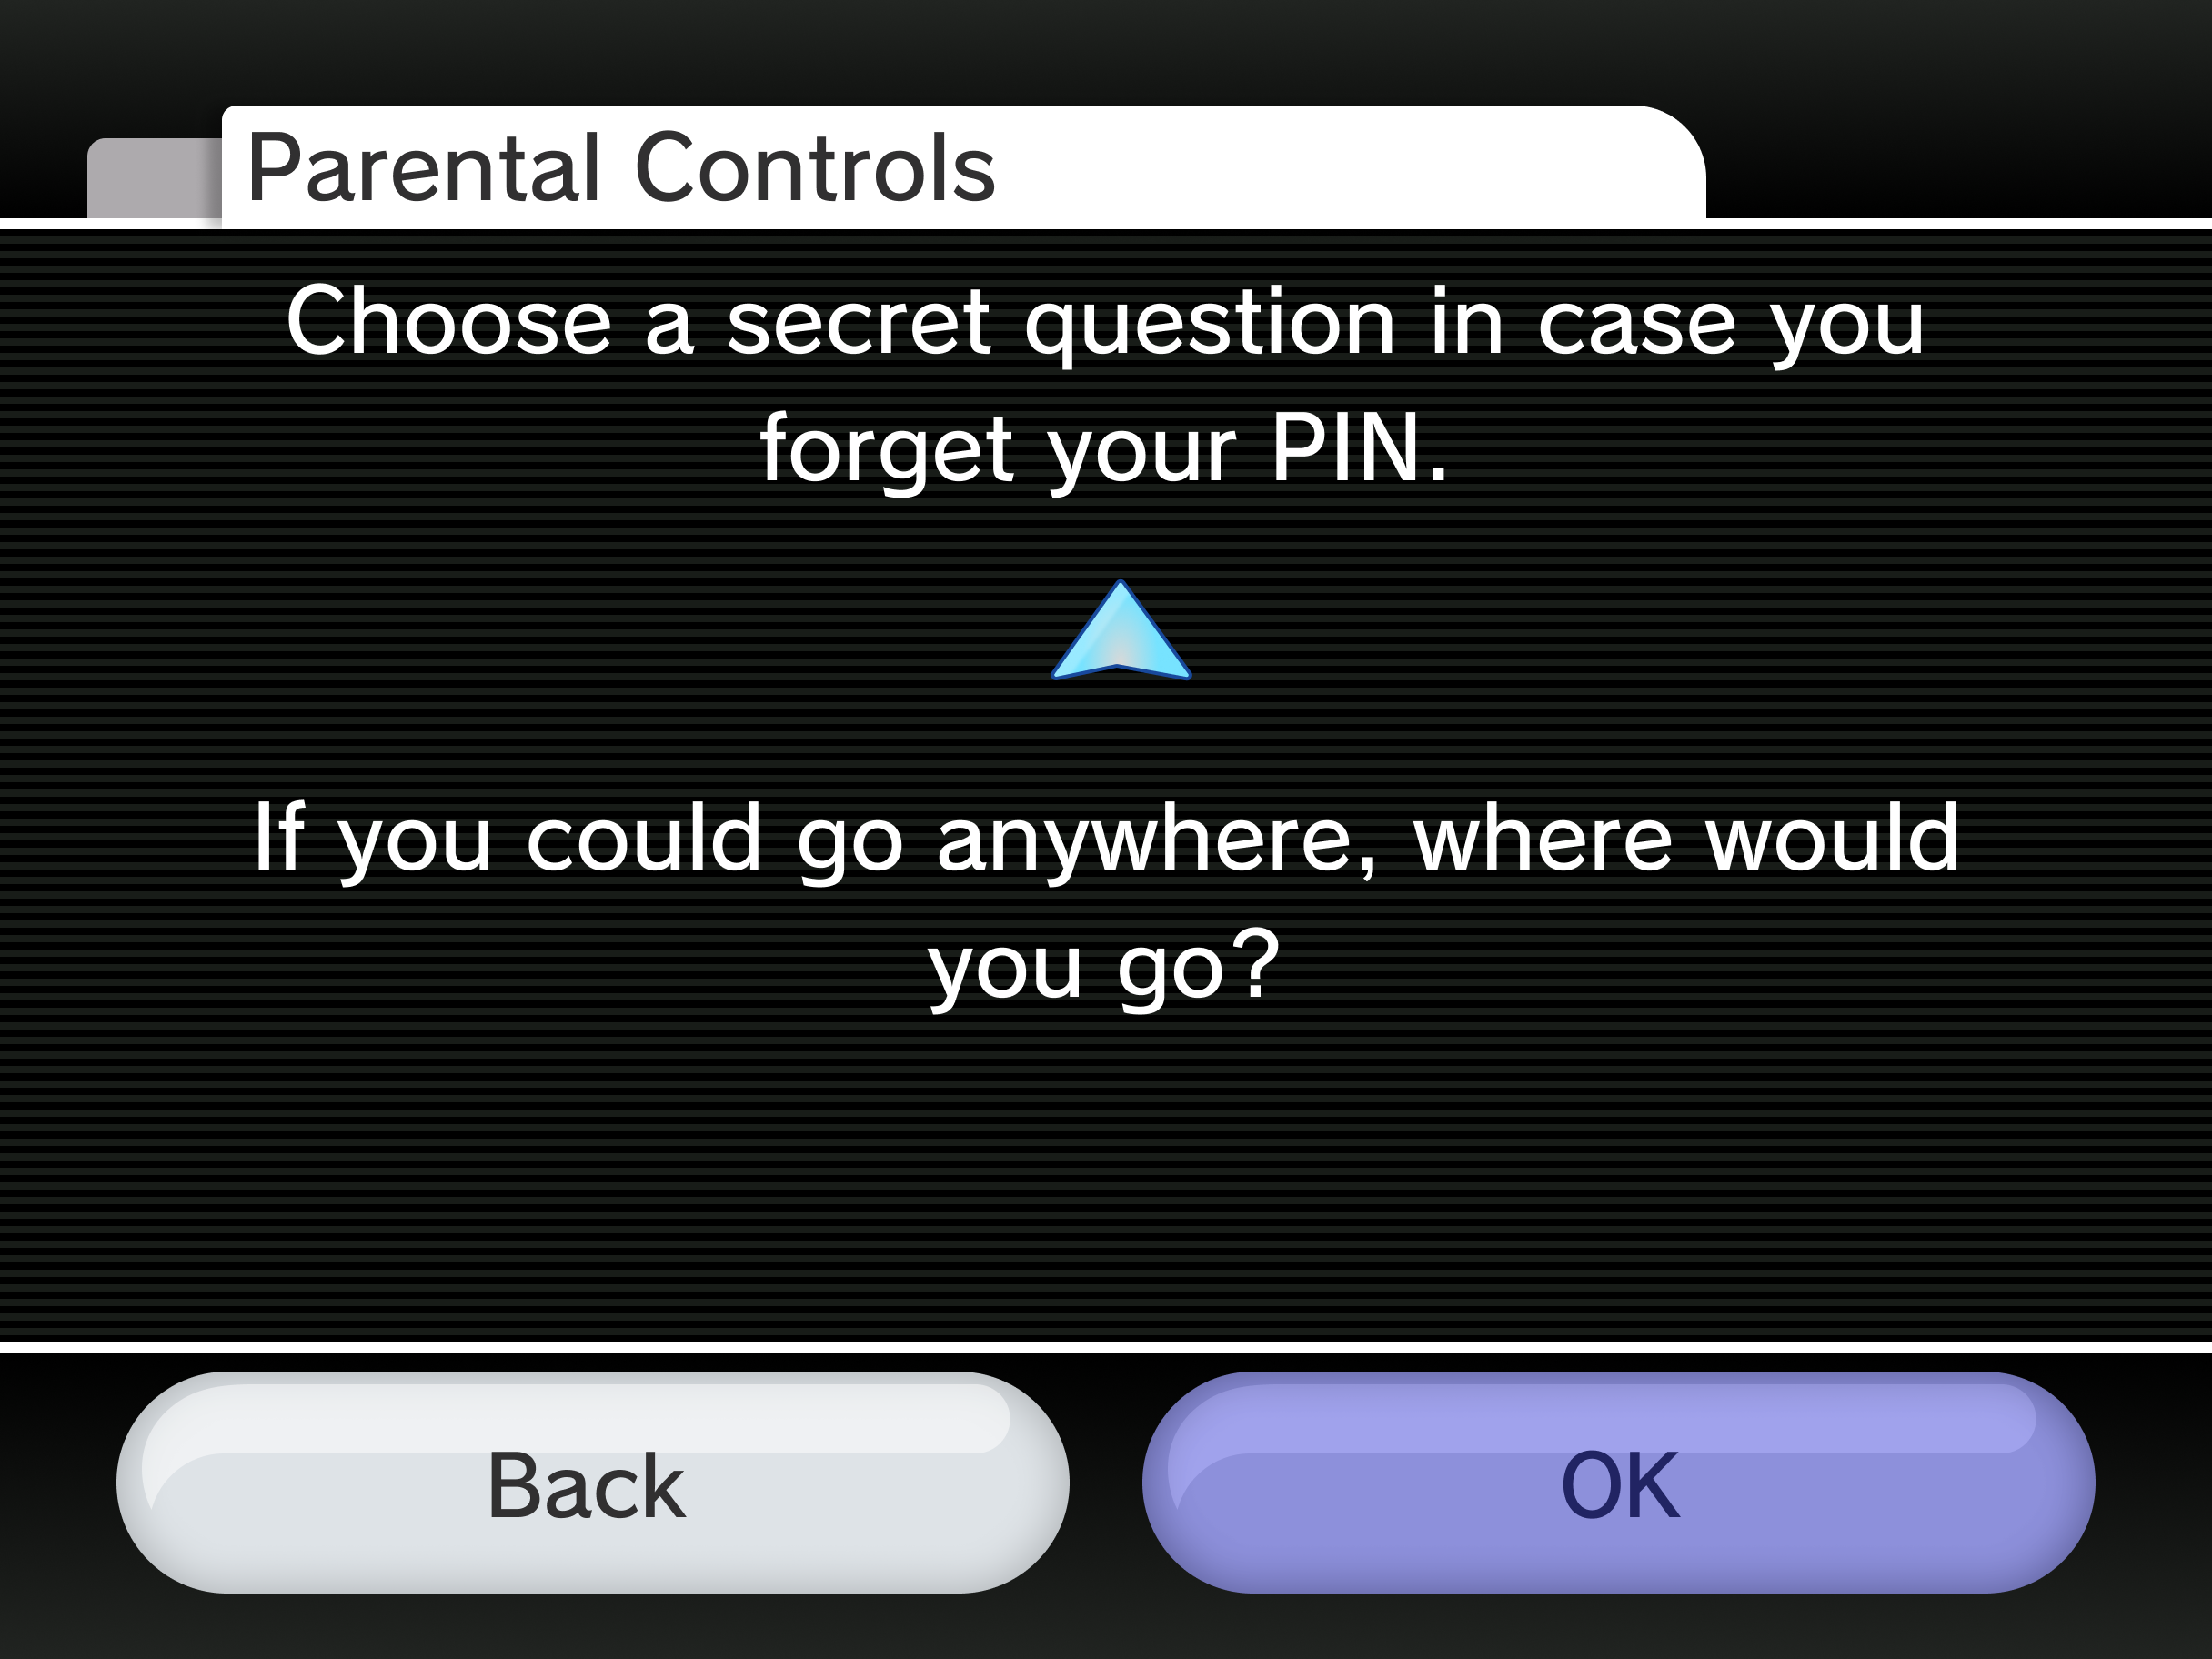 Parental Controls
Choose a secret question in case you
forget your PIN.
If you could go anywhere, where would
you go?
Back
OK